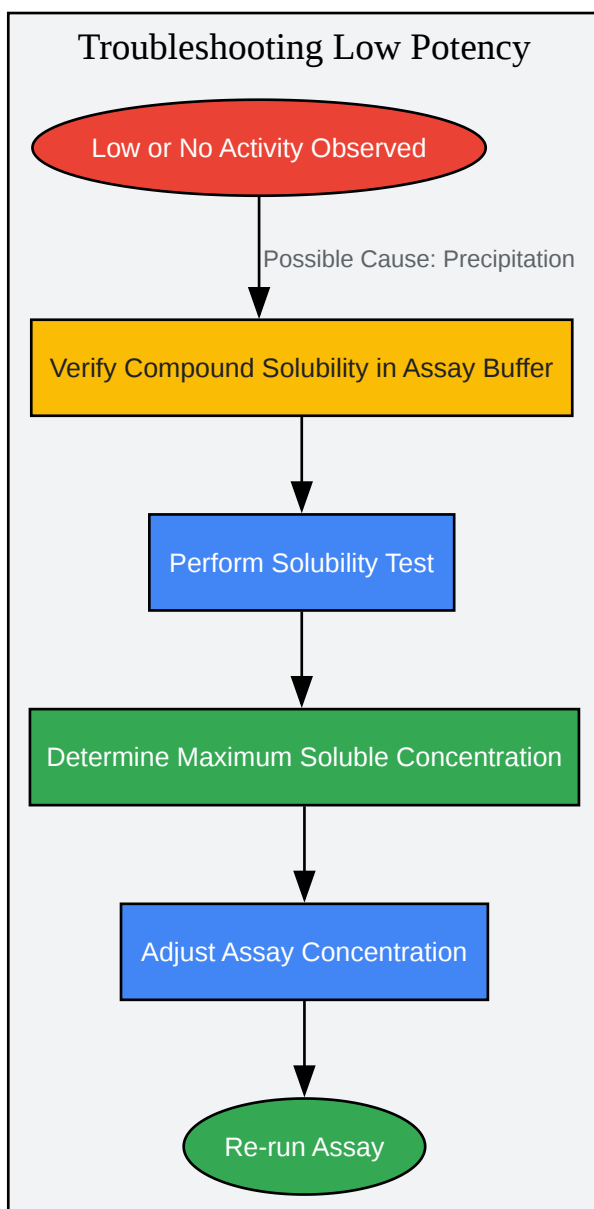 Troubleshooting Low Potency
Low or No Activity Observed
Possible Cause: Precipitation
Verify Compound Solubility in Assay Buffer
Perform Solubility Test
Determine Maximum Soluble Concentration
Adjust Assay Concentration
Re-run Assay